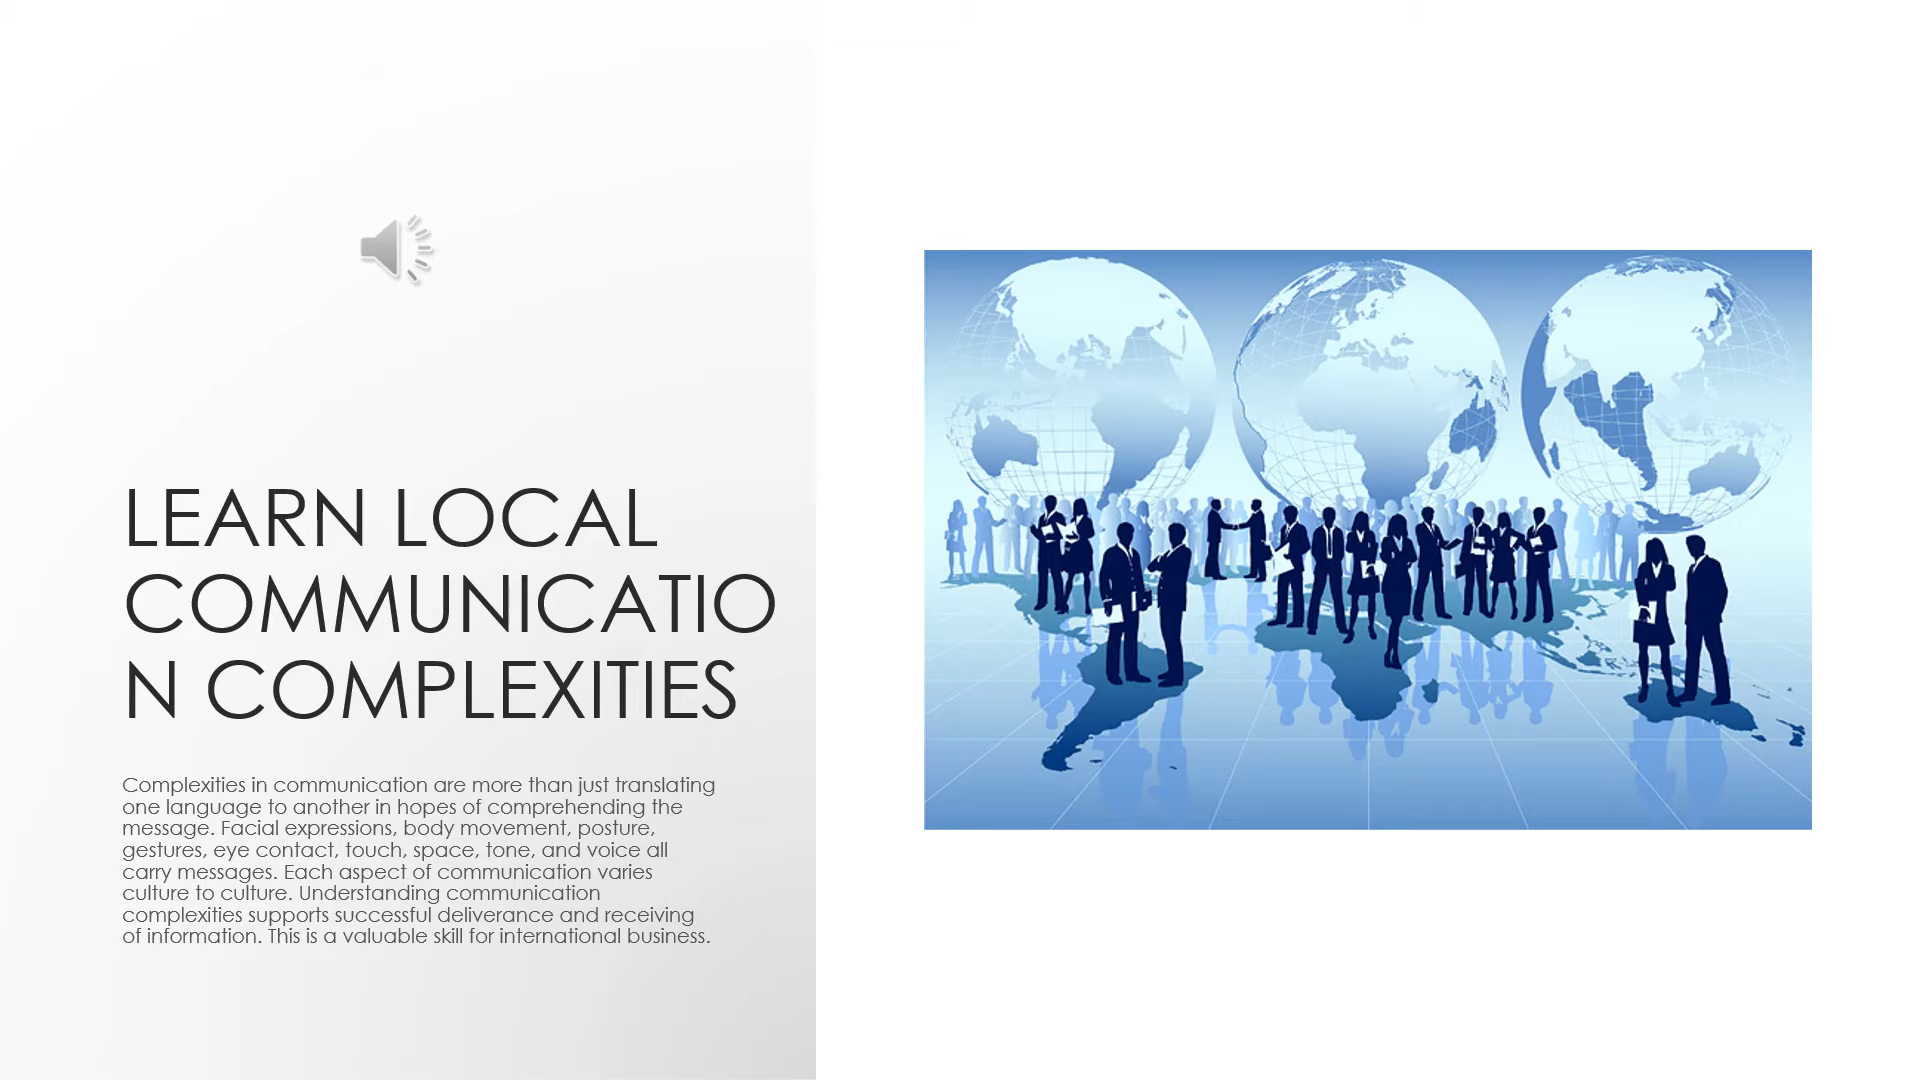 LEARN LOCAL
COMMUNICATIO
N COMPLEXITIES
Complexities in communication are more than just translating
one language to another in hopes of comprehending the
message. Facial expressions, body movement, posture,
gestures, eye contact, touch, space, tone, and voice all
carry messages. Each aspect of communication varies
culture to culture. Understanding communication
complexities supports successful deliverance and receiving
of information. This is a valuable skill for international business.